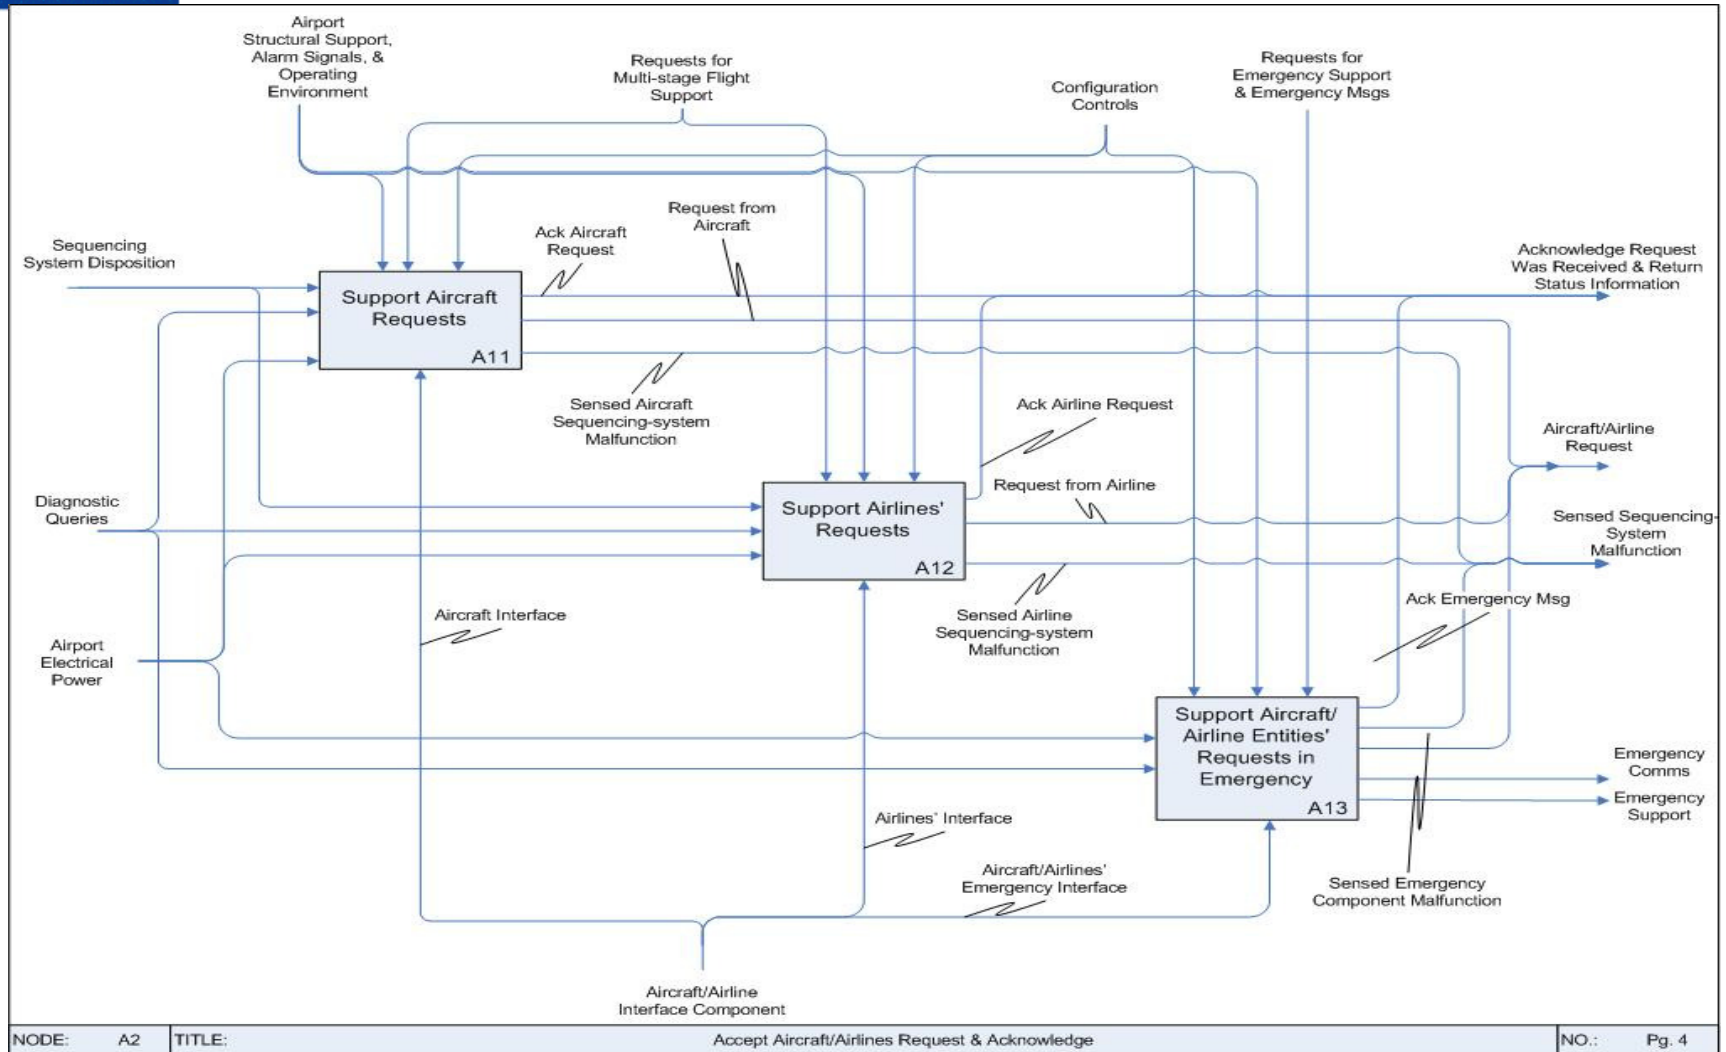 Airport
Structural Support,
Alarm Signals, &
Operating
Environment
Requests for
Multi-stage Flight
Support
Configuration
Controls
Requests for
Emergency Support
& Emergency Msgs
Sequencing
System Disposition
Ack Aircraft
Request
Request from
Aircraft
Acknowledge Request
Was Received & Return
Status Information
Support Aircraft
Requests
A11
Sensed Aircraft
Sequencing-system
Malfunction
Ack Airline Request
Aircraft/Airline
Request
Diagnostic
Queries
Support Airlines'
Requests
A12
Request from Airline
Sensed Sequencing-
System
Malfunction
Aircraft Interface
Sensed Airline
Sequencing-system
Malfunction
Ack Emergency Msg
Airport
Electrical
Power
Support Aircraft/
Airline Entities'
Requests in
Emergency
A13
Emergency
Comms
Emergency
Support
Airlines' Interface
Aircraft/Airlines'
Emergency Interface
Sensed Emergency
Component Malfunction
Aircraft/Airline
Interface Component
NODE: A2 TITLE: Accept Aircraft/Airlines Request & Acknowledge NO.: Pg. 4